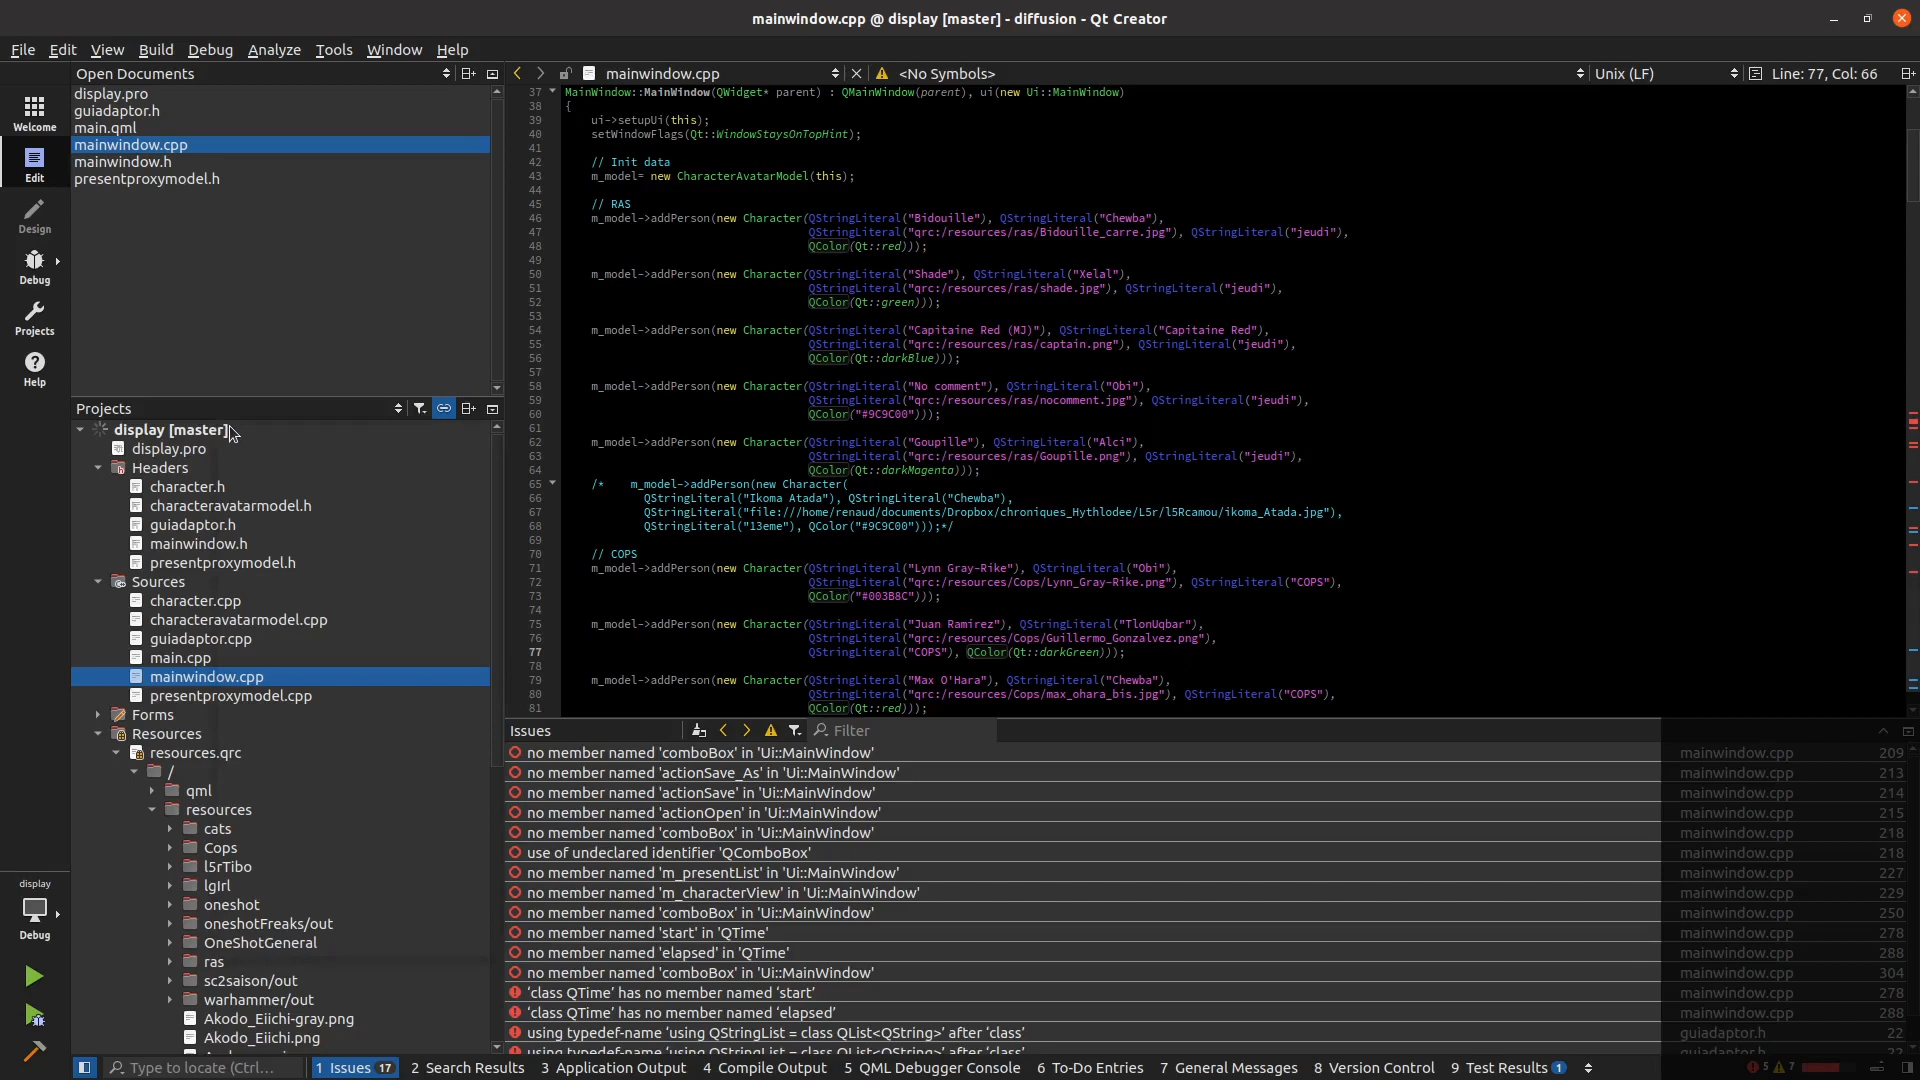 mainwindow.cpp @ display [master] - diffusion - Qt Creator
File Edit View Build Debug Analyze Tools Window Help
Open Documents
display.pro
guiadaptor.h
main.qml
mainwindow.cpp
mainwindow.h
presentproxymodel.h
Welcome
Edit
Design
Debug
Projects
Help
Projects
display [master]
display.pro
Headers
character.h
characteravatarmodel.h
guiadaptor.h
mainwindow.h
presentproxymodel.h
Sources
character.cpp
characteravatarmodel.cpp
guiadaptor.cpp
main.cpp
mainwindow.cpp
presentproxymodel.cpp
Forms
Resources
resources.qrc
/
qml
resources
cats
Cops
l5rTibo
lgIrl
oneshot
oneshotFreaks/out
OneShotGeneral
ras
sc2saison/out
warhammer/out
Akodo_Eiichi-gray.png
Akodo_Eiichi.png
display
Debug
mainwindow.cpp <No Symbols> Unix (LF) Line: 77, Col: 66
37 MainWindow::MainWindow(QWidget* parent) : QMainWindow(parent), ui(new Ui::MainWindow)
38 {
39 ui->setupUi(this);
40 setWindowFlags(Qt::WindowStaysOnTopHint);
41
42 // Init data
43 m_model= new CharacterAvatarModel(this);
44
45 // RAS
46 m_model->addPerson(new Character(QStringLiteral("Bidouille"), QStringLiteral("Chewba"),
47 QStringLiteral("qrc:/resources/ras/Bidouille_carre.jpg"), QStringLiteral("jeudi"),
48 QColor(Qt::red)));
49
50 m_model->addPerson(new Character(QStringLiteral("Shade"), QStringLiteral("Xelal"),
51 QStringLiteral("qrc:/resources/ras/shade.jpg"), QStringLiteral("jeudi"),
52 QColor(Qt::green)));
53
54 m_model->addPerson(new Character(QStringLiteral("Capitaine Red (MJ)"), QStringLiteral("Capitaine Red"),
55 QStringLiteral("qrc:/resources/ras/captain.png"), QStringLiteral("jeudi"),
56 QColor(Qt::darkBlue)));
57
58 m_model->addPerson(new Character(QStringLiteral("No comment"), QStringLiteral("Obi"),
59 QStringLiteral("qrc:/resources/ras/nocomment.jpg"), QStringLiteral("jeudi"),
60 QColor("#9C9C00")));
61
62 m_model->addPerson(new Character(QStringLiteral("Goupille"), QStringLiteral("Alci"),
63 QStringLiteral("qrc:/resources/ras/Goupille.png"), QStringLiteral("jeudi"),
64 QColor(Qt::darkMagenta)));
65 /* m_model->addPerson(new Character(
66 QStringLiteral("Ikoma Atada"), QStringLiteral("Chewba"),
67 QStringLiteral("file:///home/renaud/documents/Dropbox/chroniques_Hythlodee/L5r/l5Rcamou/ikoma_Atada.jpg"),
68 QStringLiteral("13eme"), QColor("#9C9C00")));*/
69
70 // COPS
71 m_model->addPerson(new Character(QStringLiteral("Lynn Gray-Rike"), QStringLiteral("Obi"),
72 QStringLiteral("qrc:/resources/Cops/Lynn_Gray-Rike.png"), QStringLiteral("COPS"),
73 QColor("#003B8C")));
74
75 m_model->addPerson(new Character(QStringLiteral("Juan Ramirez"), QStringLiteral("TlonUqbar"),
76 QStringLiteral("qrc:/resources/Cops/Guillermo_Gonzalvez.png"),
77 QStringLiteral("COPS"), QColor(Qt::darkGreen)));
78
79 m_model->addPerson(new Character(QStringLiteral("Max O'Hara"), QStringLiteral("Chewba"),
80 QStringLiteral("qrc:/resources/Cops/max_ohara_bis.jpg"), QStringLiteral("COPS"),
81 QColor(Qt::red)));
Issues Filter
no member named 'comboBox' in 'Ui::MainWindow' mainwindow.cpp 209
no member named 'actionSave_As' in 'Ui::MainWindow' mainwindow.cpp 213
no member named 'actionSave' in 'Ui::MainWindow' mainwindow.cpp 214
no member named 'actionOpen' in 'Ui::MainWindow' mainwindow.cpp 215
no member named 'comboBox' in 'Ui::MainWindow' mainwindow.cpp 218
use of undeclared identifier 'QComboBox' mainwindow.cpp 218
no member named 'm_presentList' in 'Ui::MainWindow' mainwindow.cpp 227
no member named 'm_characterView' in 'Ui::MainWindow' mainwindow.cpp 229
no member named 'comboBox' in 'Ui::MainWindow' mainwindow.cpp 250
no member named 'start' in 'QTime' mainwindow.cpp 278
no member named 'elapsed' in 'QTime' mainwindow.cpp 288
no member named 'comboBox' in 'Ui::MainWindow' mainwindow.cpp 304
‘class QTime’ has no member named ‘start’ mainwindow.cpp 278
‘class QTime’ has no member named ‘elapsed’ mainwindow.cpp 288
using typedef-name ‘using QStringList = class QList<QString>’ after ‘class’ guiadaptor.h 22
using typedef-name ‘using QStringList = class QList<QString>’ after ‘class’ guiadaptor.h 22
Type to locate (Ctrl... 1 Issues 17 2 Search Results 3 Application Output 4 Compile Output 5 QML Debugger Console 6 To-Do Entries 7 General Messages 8 Version Control 9 Test Results 1 5 7